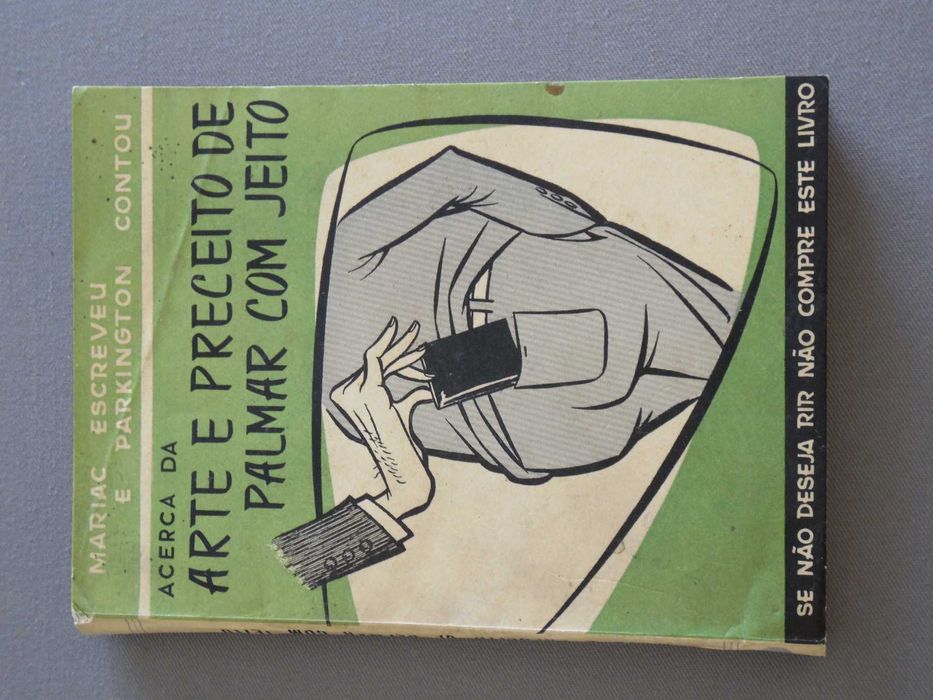 MARIAC ESCREVEU
E PARKINGTON CONTOU
ACERCA DA
ARTE E PRECEITO DE
PALMAR COM JEITO
SE NÃO DESEJA RIR NÃO COMPRE ESTE LIVRO